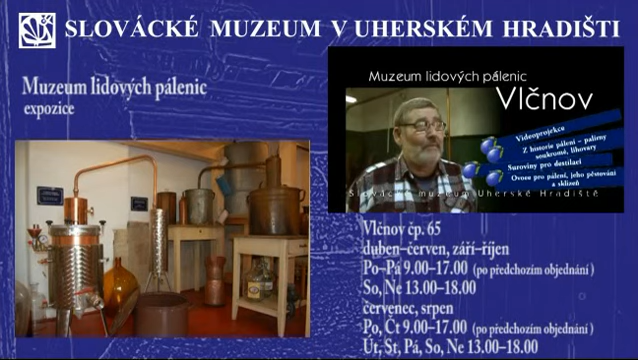 SLOVÁCKÉ MUZEUM V UHERSKÉM HRADIŠTI
Muzeum lidových pálenic
expozice
Muzeum lidových pálenic
Vlčnov
Videoprojekce
Z historie pálení – palírny
soukromé, lihovary
Suroviny pro destilaci
Ovoce pro pálení, jeho pěstování
a sklizeň
Slovácké muzeum Uherské Hradiště
Vlčnov čp. 65
duben–červen, září–říjen
Po–Pá 9.00–17.00 (po předchozím objednání)
So, Ne 13.00–18.00
červenec, srpen
Po, Čt 9.00–17.00 (po předchozím objednání)
Út, St, Pá, So, Ne 13.00–18.00